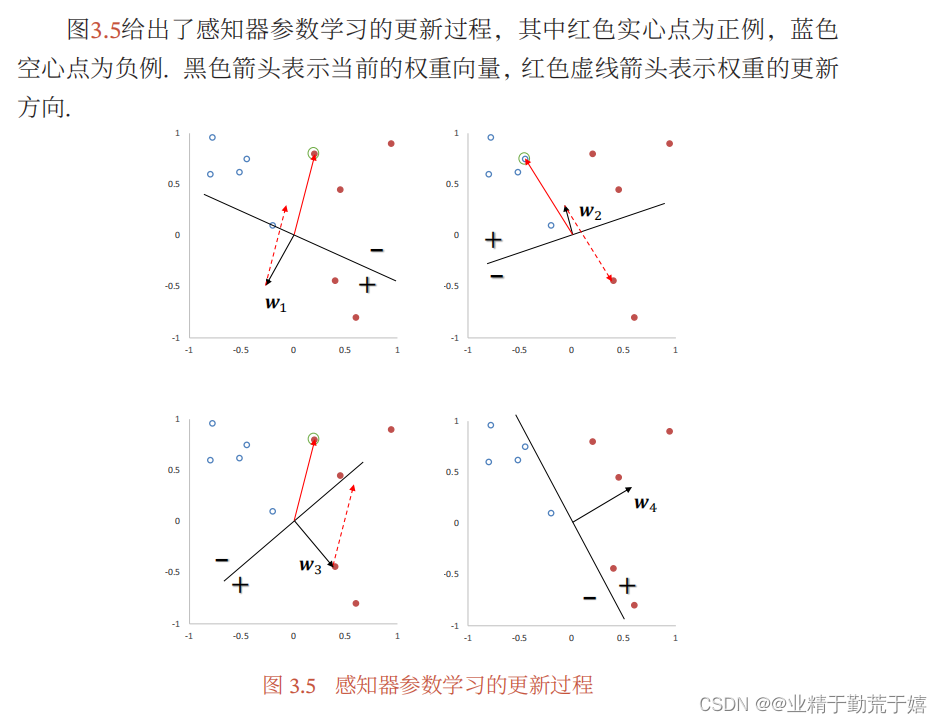 图3.5给出了感知器参数学习的更新过程，其中红色实心点为正例，蓝色
空心点为负例. 黑色箭头表示当前的权重向量，红色虚线箭头表示权重的更新
方向.
1
0.5
0
-0.5
-1
-1 -0.5 0 0.5 1
w1
−
+
1
0.5
0
-0.5
-1
-1 -0.5 0 0.5 1
w2
+
−
1
0.5
0
-0.5
-1
-1 -0.5 0 0.5 1
w3
−
+
1
0.5
0
-0.5
-1
-1 -0.5 0 0.5 1
w4
−
+
图 3.5 感知器参数学习的更新过程
CSDN @@业精于勤荒于嬉